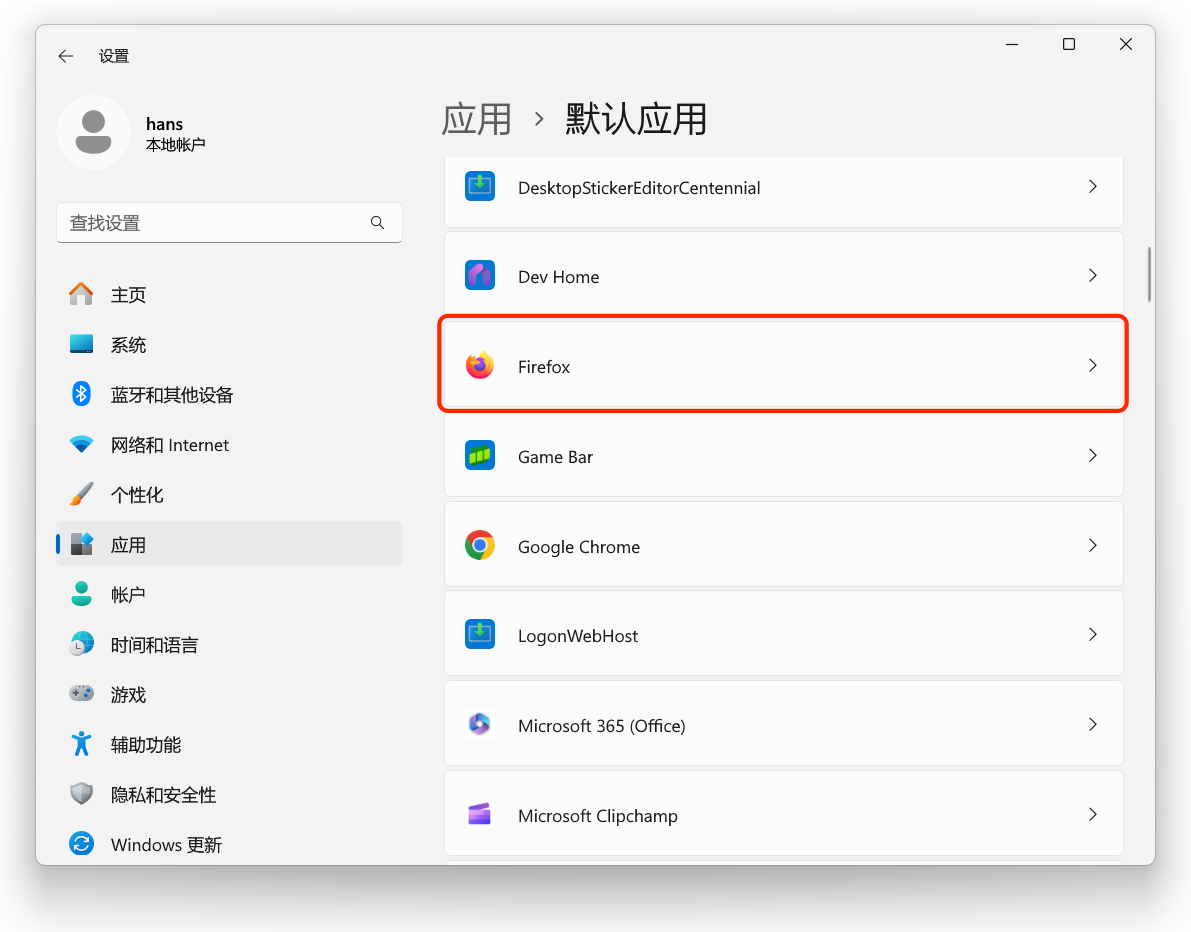 设置
hans
本地帐户
查找设置
主页
系统
蓝牙和其他设备
网络和 Internet
个性化
应用
帐户
时间和语言
游戏
辅助功能
隐私和安全性
Windows 更新
应用 › 默认应用
DesktopStickerEditorCentennial
Dev Home
Firefox
Game Bar
Google Chrome
LogonWebHost
Microsoft 365 (Office)
Microsoft Clipchamp